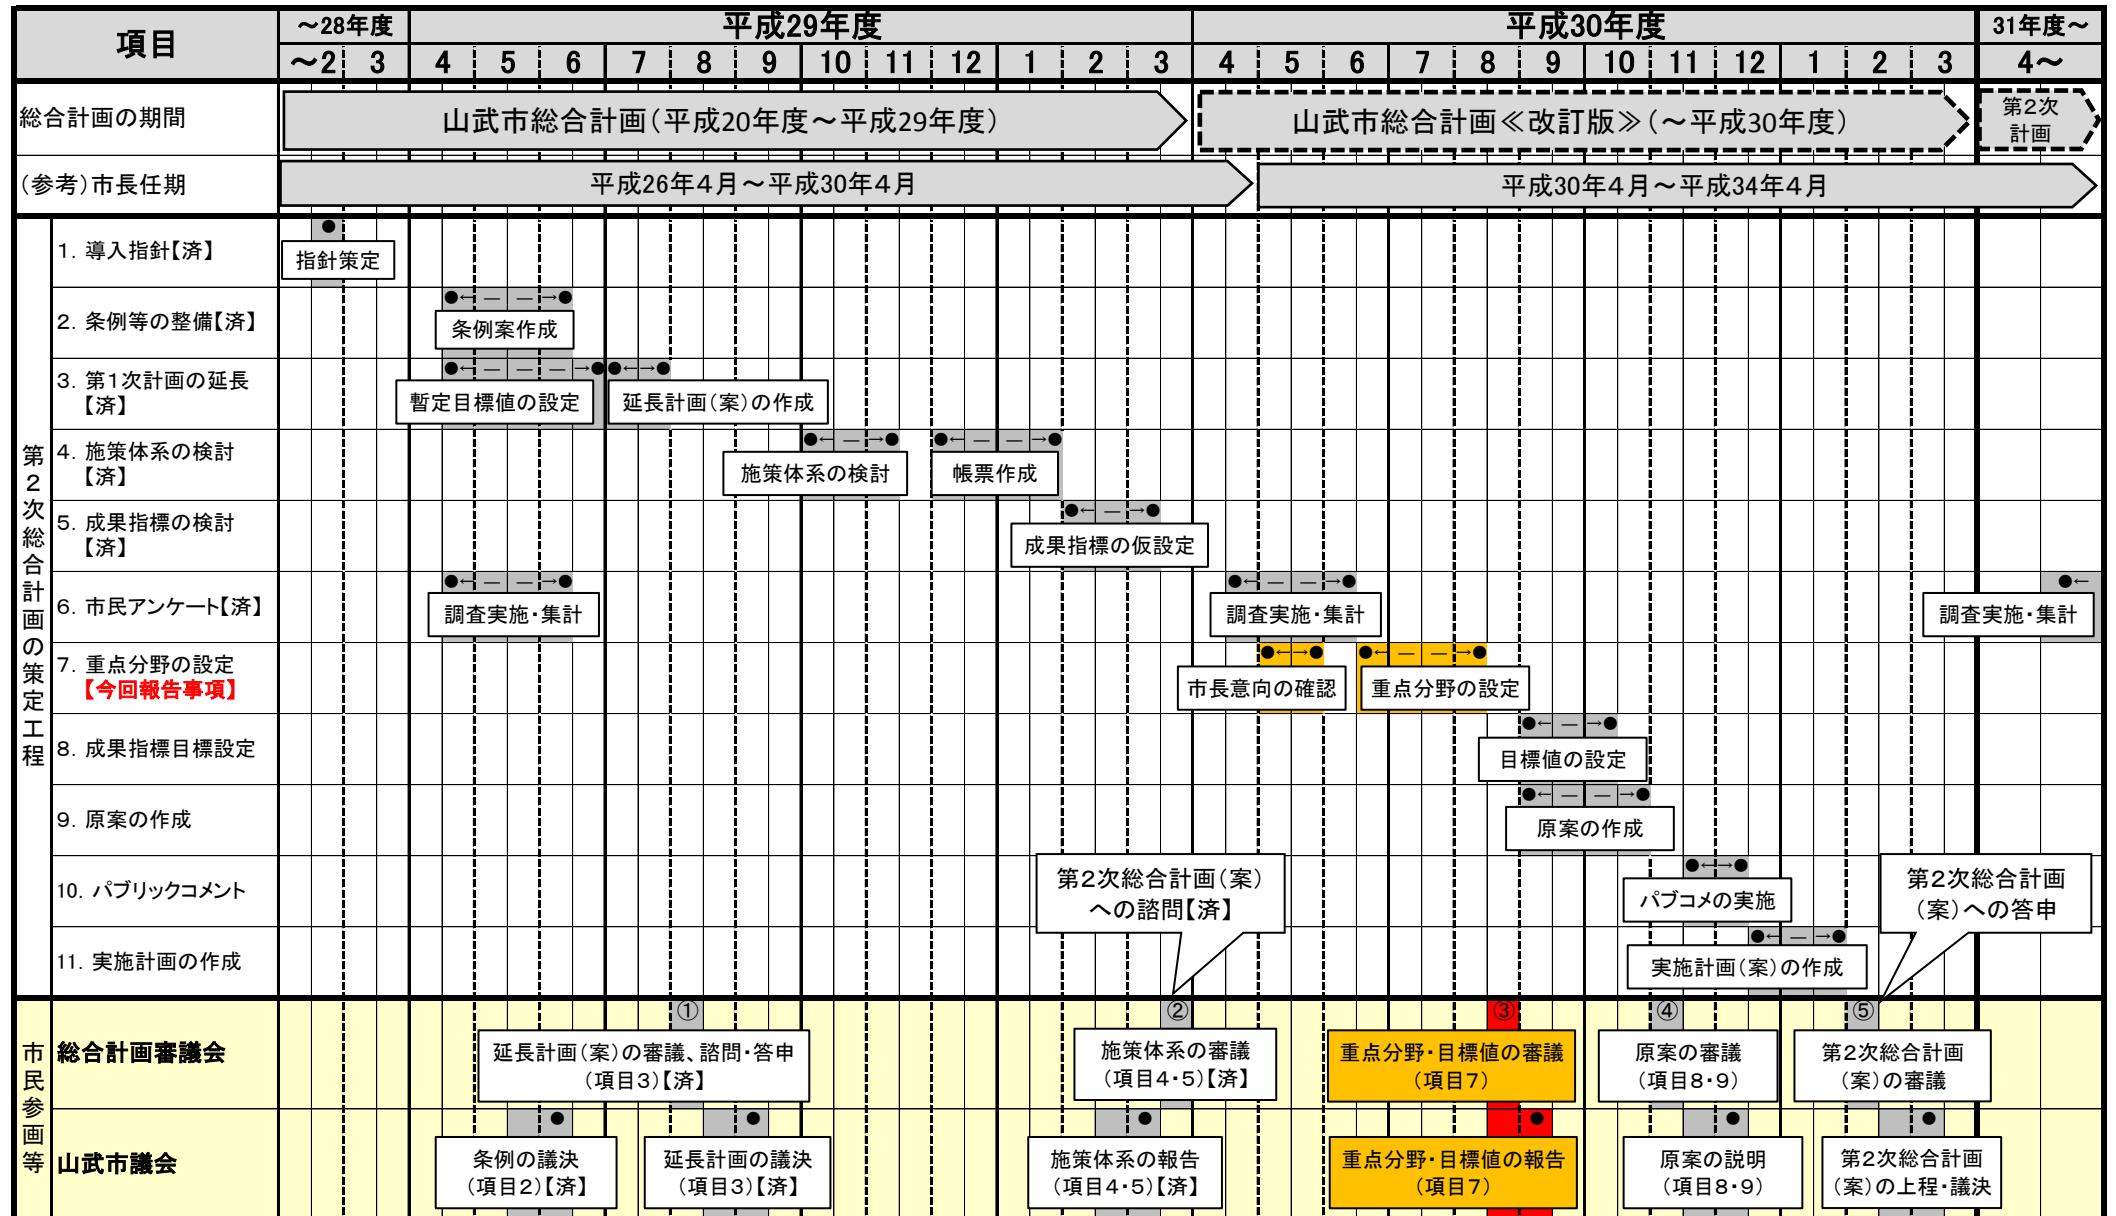 項目
～28年度
平成29年度
平成30年度
31年度～
～2 3 4 5 6 7 8 9 10 11 12 1 2 3 4 5 6 7 8 9 10 11 12 1 2 3 4～
総合計画の期間
山武市総合計画（平成20年度～平成29年度）
山武市総合計画≪改訂版≫（～平成30年度）
第2次
計画
（参考）市長任期
平成26年4月～平成30年4月
平成30年4月～平成34年4月
第2次総合計画の策定工程
1．導入指針【済】
●
指針策定
2．条例等の整備【済】
●← ― ― →●
条例案作成
3．第1次計画の延長
【済】
●← ― ― ― →●
●←→●
暫定目標値の設定
延長計画（案）の作成
4．施策体系の検討
【済】
●← ― →●
●← ― ― →●
施策体系の検討
帳票作成
5．成果指標の検討
【済】
●← ― →●
成果指標の仮設定
6．市民アンケート【済】
●← ― ― →●
●← ― ― →●
●←
調査実施・集計
調査実施・集計
調査実施・集計
7．重点分野の設定
【今回報告事項】
●←→●
●← ― ― →●
市長意向の確認
重点分野の設定
8．成果指標目標設定
●← ― →●
目標値の設定
9．原案の作成
●← ― ― →●
原案の作成
10．パブリックコメント
●←→●
パブコメの実施
第2次総合計画（案）
への諮問【済】
第2次総合計画
（案）への答申
11．実施計画の作成
●← ― →●
実施計画（案）の作成
市民参画等
総合計画審議会
①
延長計画（案）の審議、諮問・答申
（項目3）【済】
②
施策体系の審議
（項目4・5）【済】
③
重点分野・目標値の審議
（項目7）
④
原案の審議
（項目8・9）
⑤
第2次総合計画
（案）の審議
山武市議会
●
条例の議決
（項目2）【済】
●
延長計画の議決
（項目3）【済】
●
施策体系の報告
（項目4・5）【済】
●
重点分野・目標値の報告
（項目7）
●
原案の説明
（項目8・9）
●
第2次総合計画
（案）の上程・議決